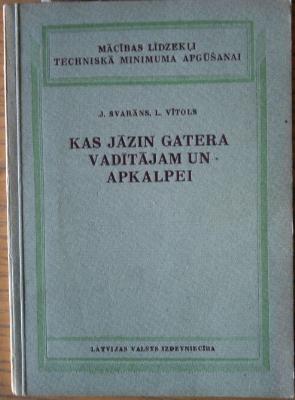 MĀCĪBAS LĪDZEKĻI
TECHNISKĀ MINIMUMA APGŪŠANAI
J. SVARĀNS, L. VĪTOLS
KAS JĀZIN GATERA
VADĪTĀJAM UN
APKALPEI
LATVIJAS VALSTS IZDEVNIECĪBA